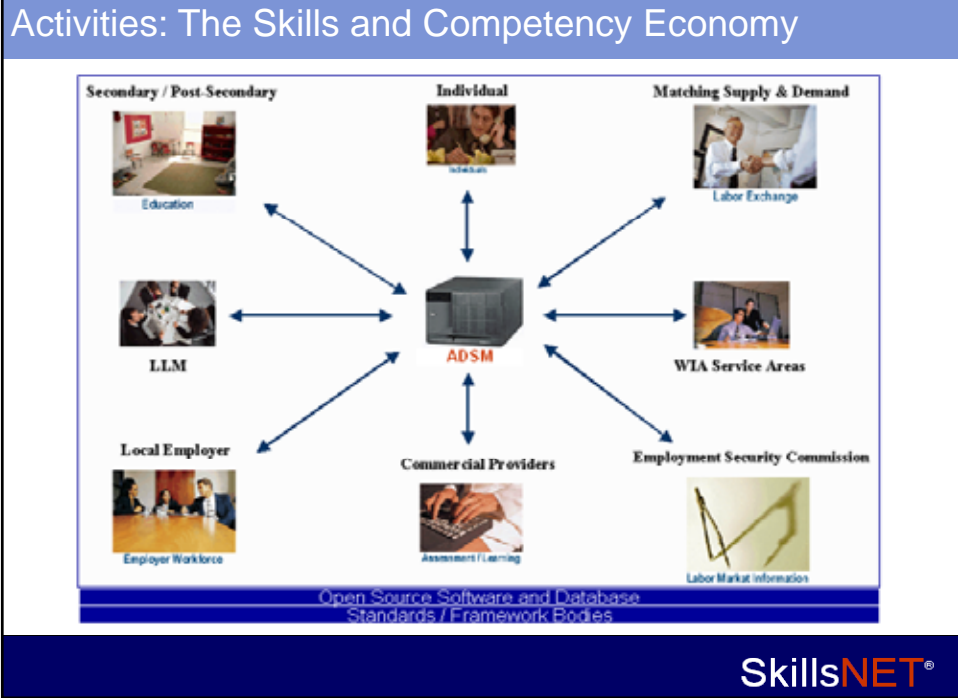 Activities: The Skills and Competency Economy
Secondary / Post-Secondary
Individual
Matching Supply & Demand
Education
Individuals
Labor Exchange
ADSM
LLM
WIA Service Areas
Local Employer
Commercial Providers
Employment Security Commission
Employer Workforce
Assessment / Learning
Labor Market Information
Open Source Software and Database
Standards / Framework Bodies
SkillsNET®